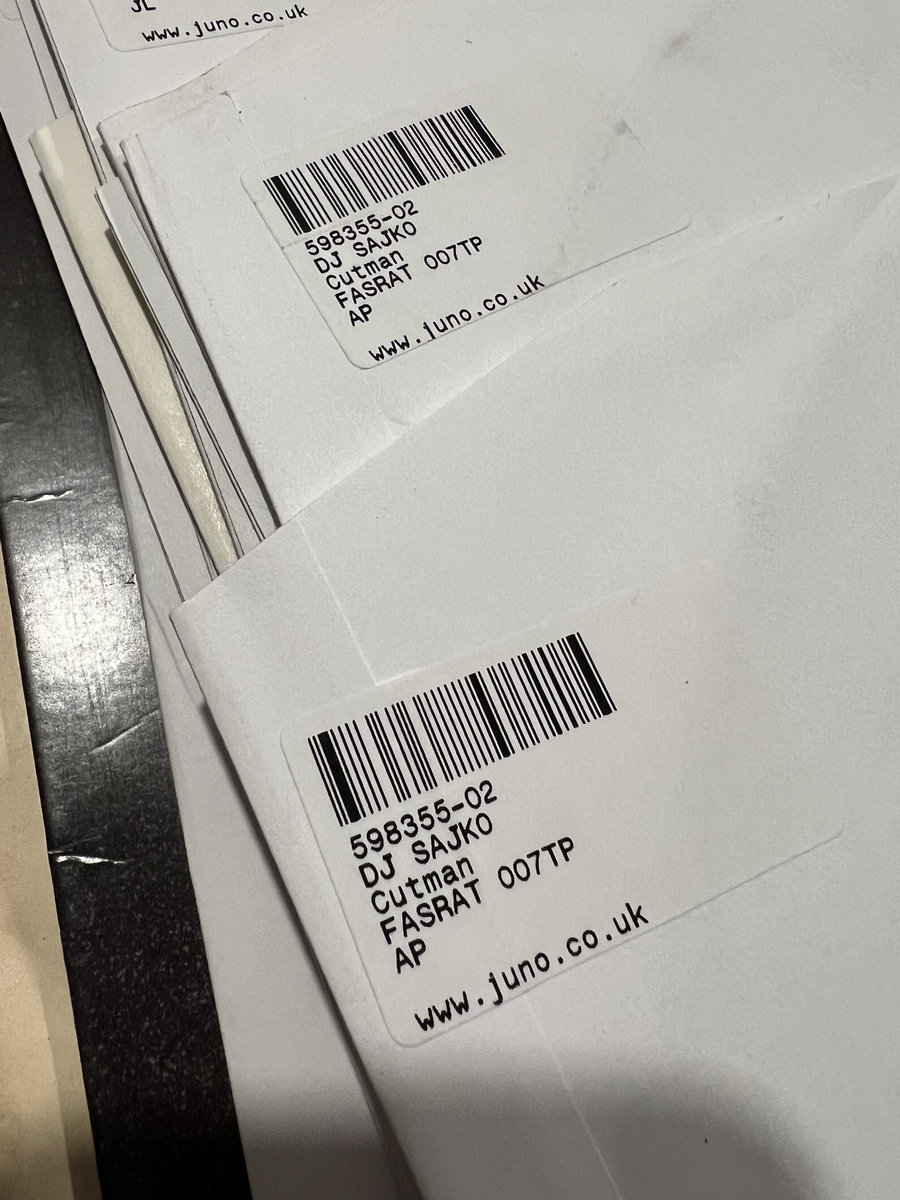 JL
www.juno.co.uk
598355-02
DJ SAJKO
Cutman
FASRAT 007TP
AP
www.juno.co.uk
598355-02
DJ SAJKO
Cutman
FASRAT 007TP
AP
www.juno.co.uk